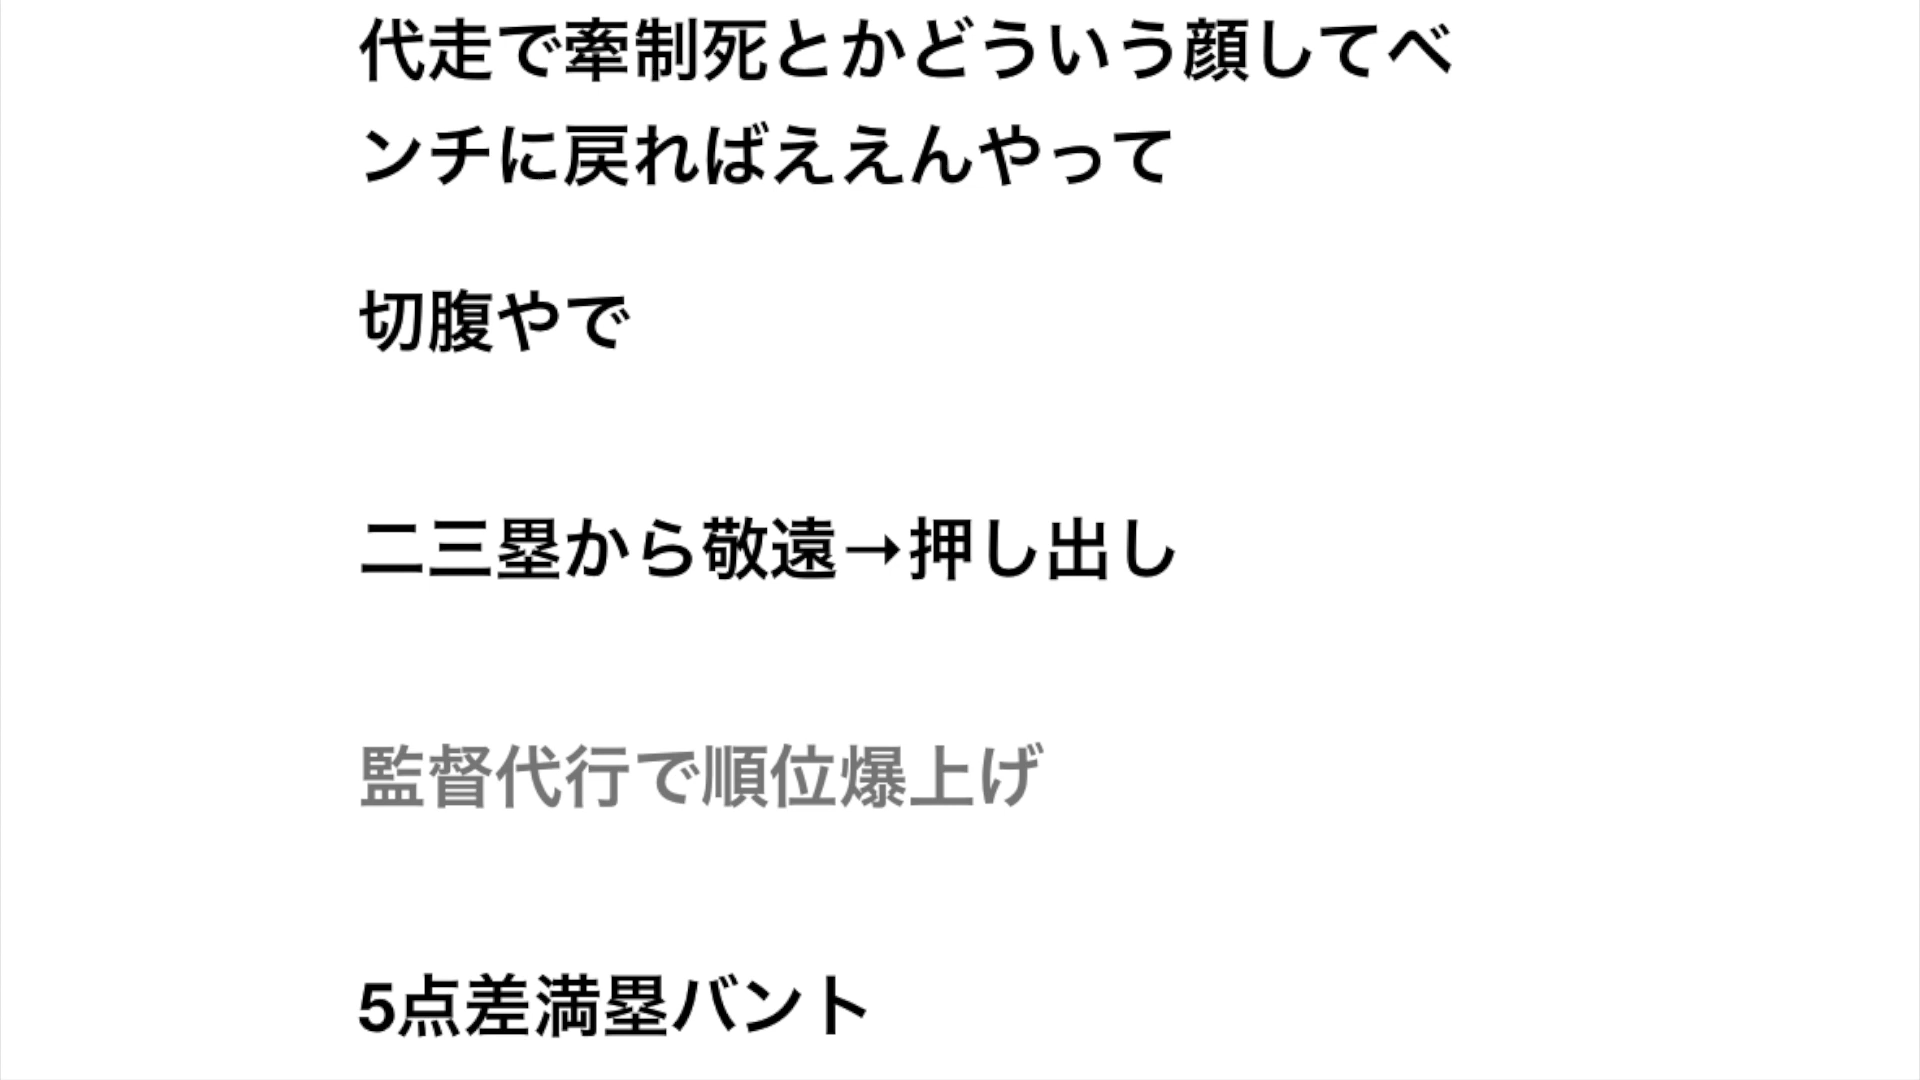 代走で牽制死とかどういう顔してベ
ンチに戻ればええんやって
切腹やで
二三塁から敬遠→押し出し
監督代行で順位爆上げ
5点差満塁バント